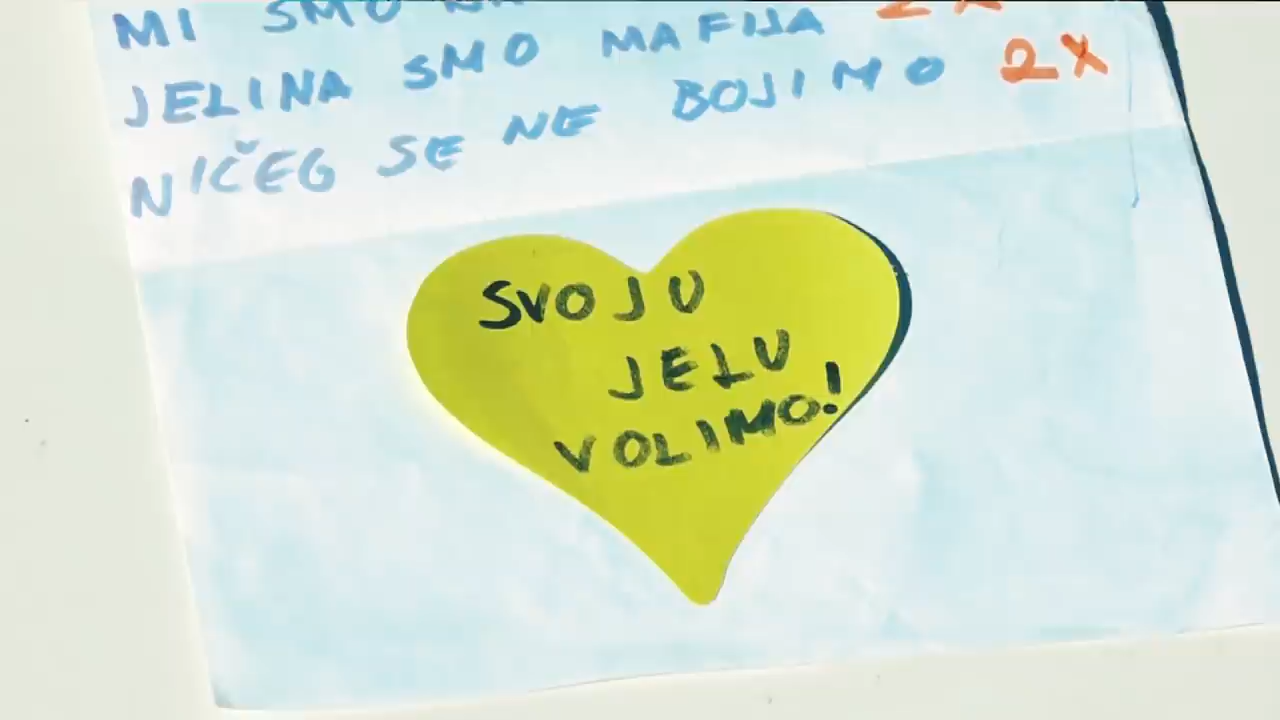 MI SMO
JELINA SMO MAFIJA 2X
NIČEG SE NE BOJIMO 2X
SVOJU
JELU
VOLIMO!